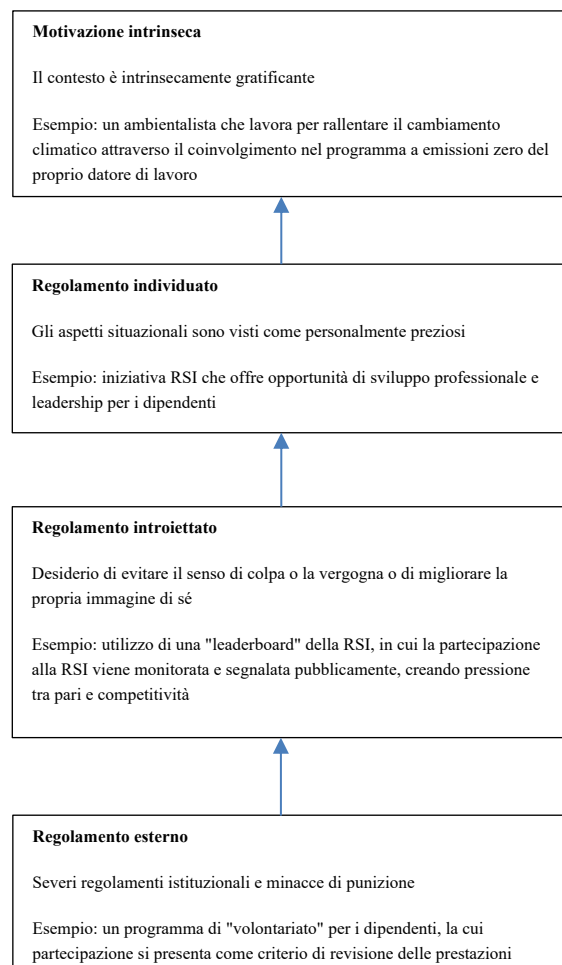 Motivazione intrinseca
Il contesto è intrinsecamente gratificante
Esempio: un ambientalista che lavora per rallentare il cambiamento
climatico attraverso il coinvolgimento nel programma a emissioni zero del
proprio datore di lavoro
Regolamento individuato
Gli aspetti situazionali sono visti come personalmente preziosi
Esempio: iniziativa RSI che offre opportunità di sviluppo professionale e
leadership per i dipendenti
Regolamento introiettato
Desiderio di evitare il senso di colpa o la vergogna o di migliorare la
propria immagine di sé
Esempio: utilizzo di una "leaderboard" della RSI, in cui la partecipazione
alla RSI viene monitorata e segnalata pubblicamente, creando pressione
tra pari e competitività
Regolamento esterno
Severi regolamenti istituzionali e minacce di punizione
Esempio: un programma di "volontariato" per i dipendenti, la cui
partecipazione si presenta come criterio di revisione delle prestazioni